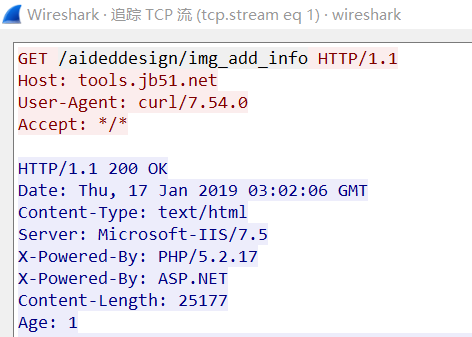 Wireshark · 追踪 TCP 流 (tcp.stream eq 1) · wireshark
GET /aideddesign/img_add_info HTTP/1.1
Host: tools.jb51.net
User-Agent: curl/7.54.0
Accept: */*
HTTP/1.1 200 OK
Date: Thu, 17 Jan 2019 03:02:06 GMT
Content-Type: text/html
Server: Microsoft-IIS/7.5
X-Powered-By: PHP/5.2.17
X-Powered-By: ASP.NET
Content-Length: 25177
Age: 1